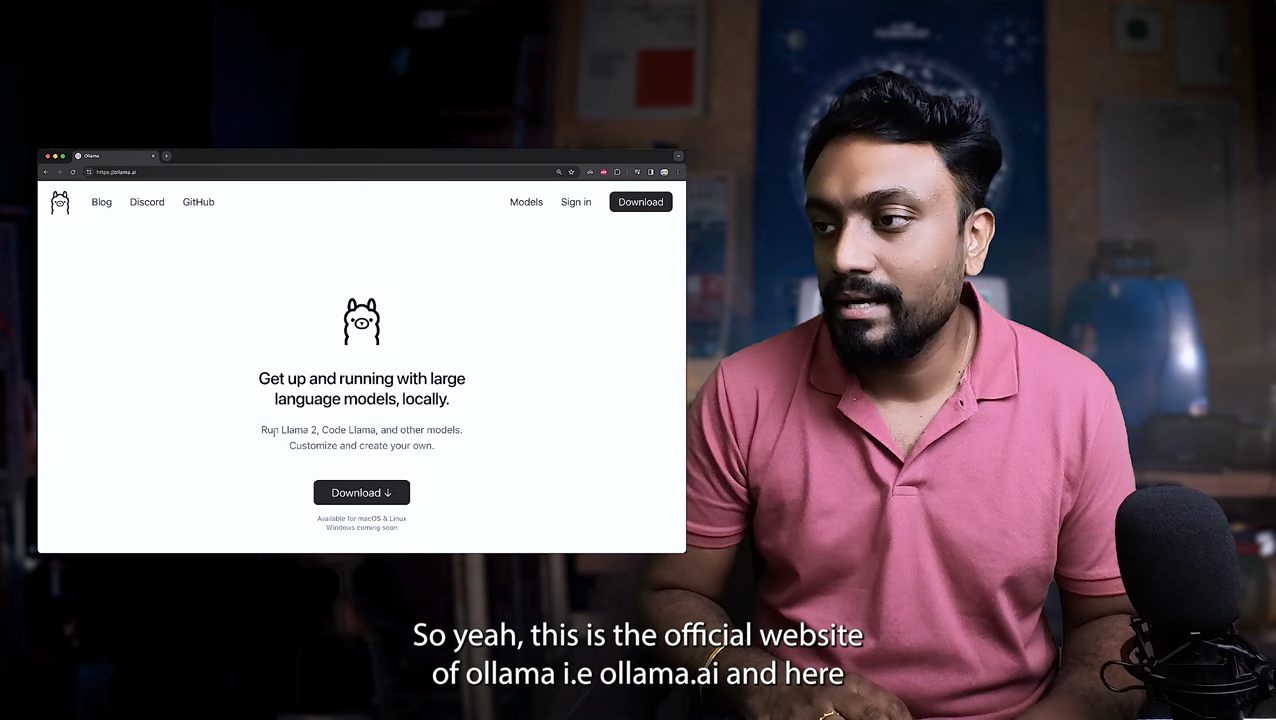 Ollama
https://ollama.ai
Blog Discord GitHub Models Sign in Download
Get up and running with large
language models, locally.
Run Llama 2, Code Llama, and other models.
Customize and create your own.
Download ↓
Available for macOS & Linux
Windows coming soon
So yeah, this is the official website
of ollama i.e ollama.ai and here